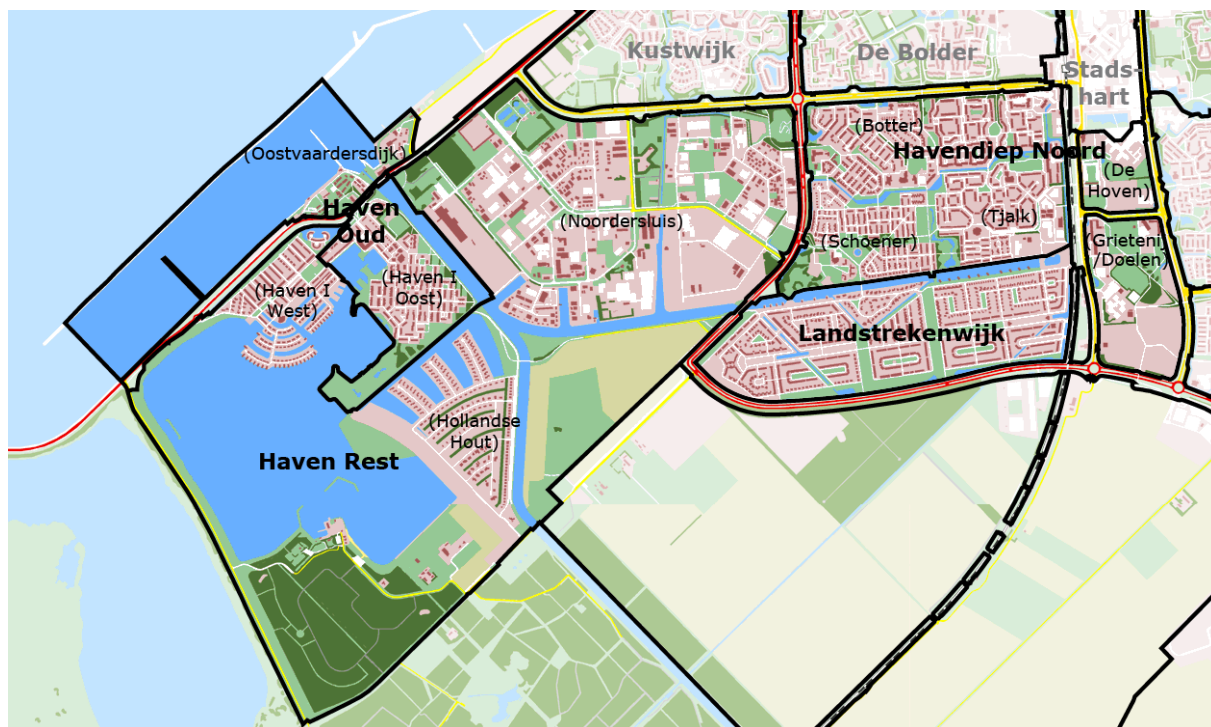 Kustwijk
De Bolder
Stads-
hart
(Botter)
(Oostvaardersdijk)
Havendiep Noord
(De
Hoven)
Haven
Oud
(Noordersluis)
(Tjalk)
(Schoener)
(Grietenij
/Doelen)
(Haven I
West)
(Haven I
Oost)
Landstrekenwijk
(Hollandse
Hout)
Haven Rest